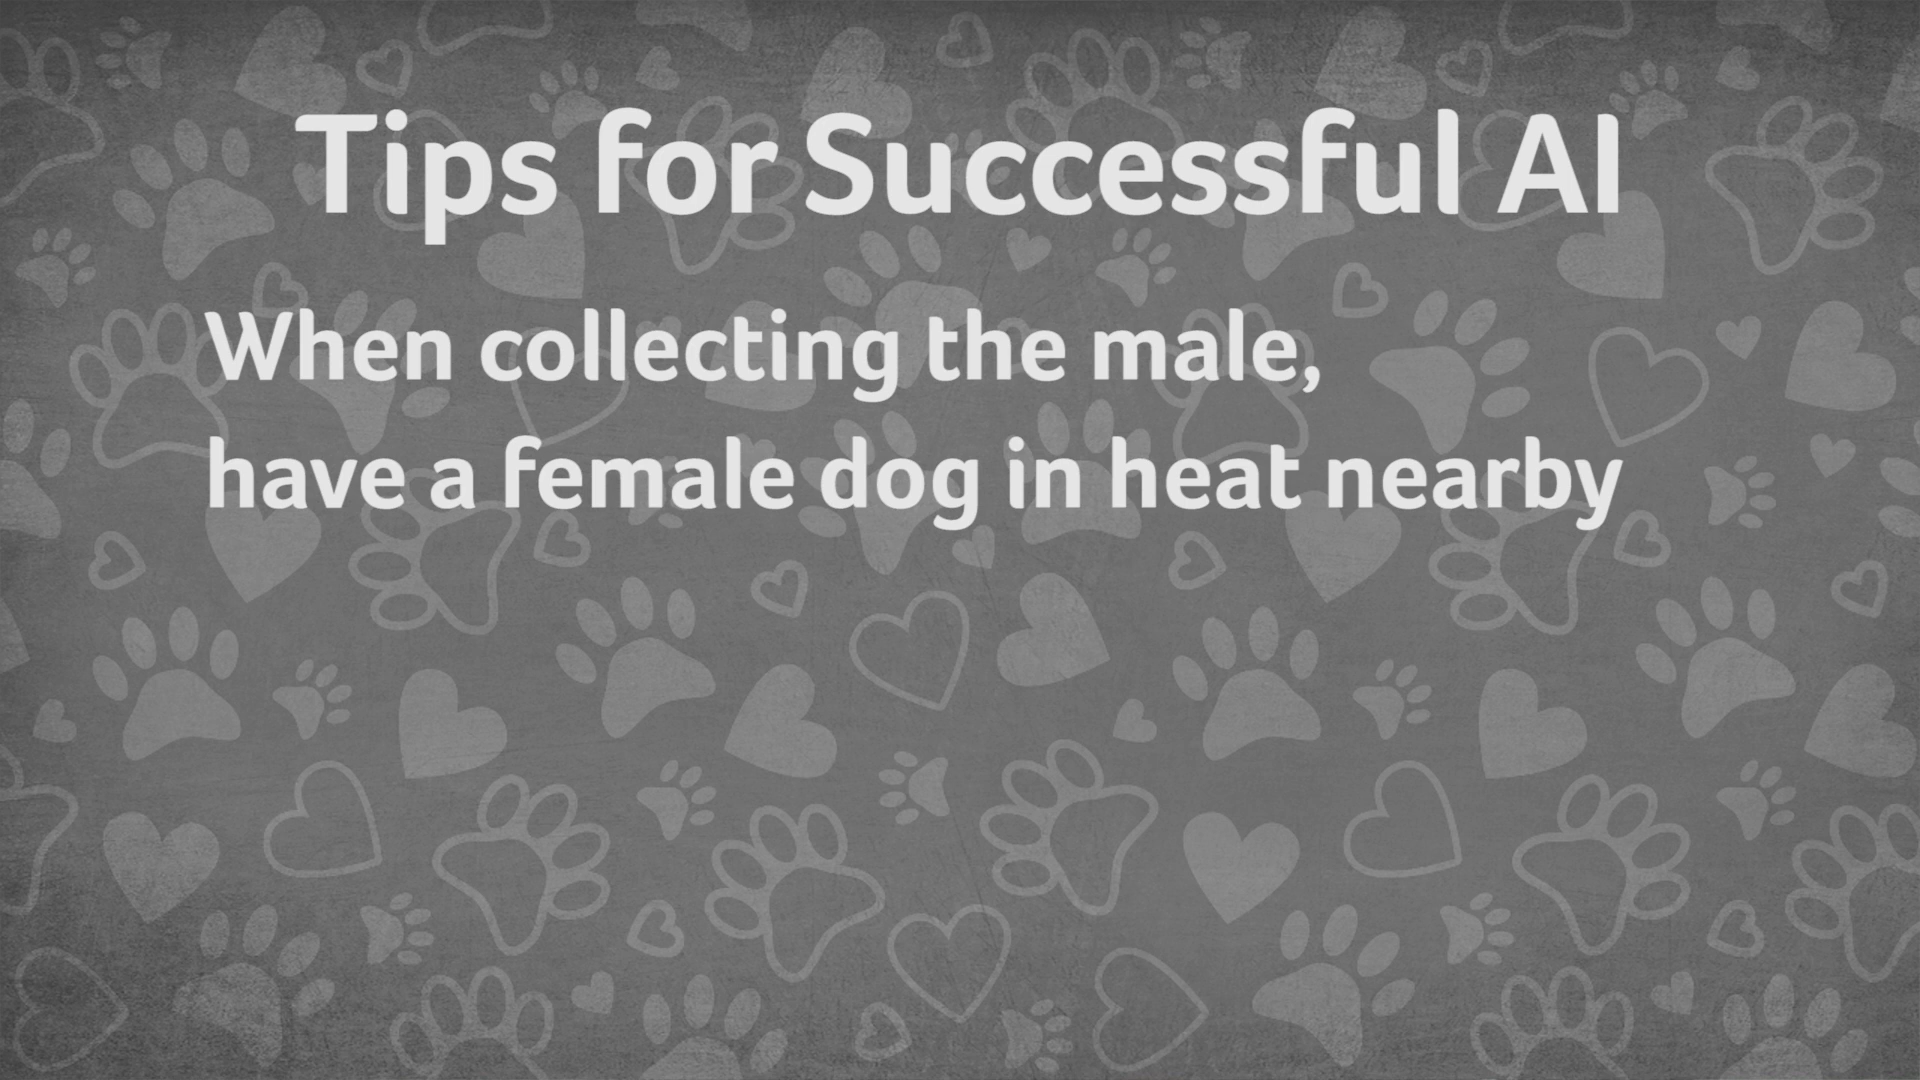 Tips for Successful AI
When collecting the male,
have a female dog in heat nearby